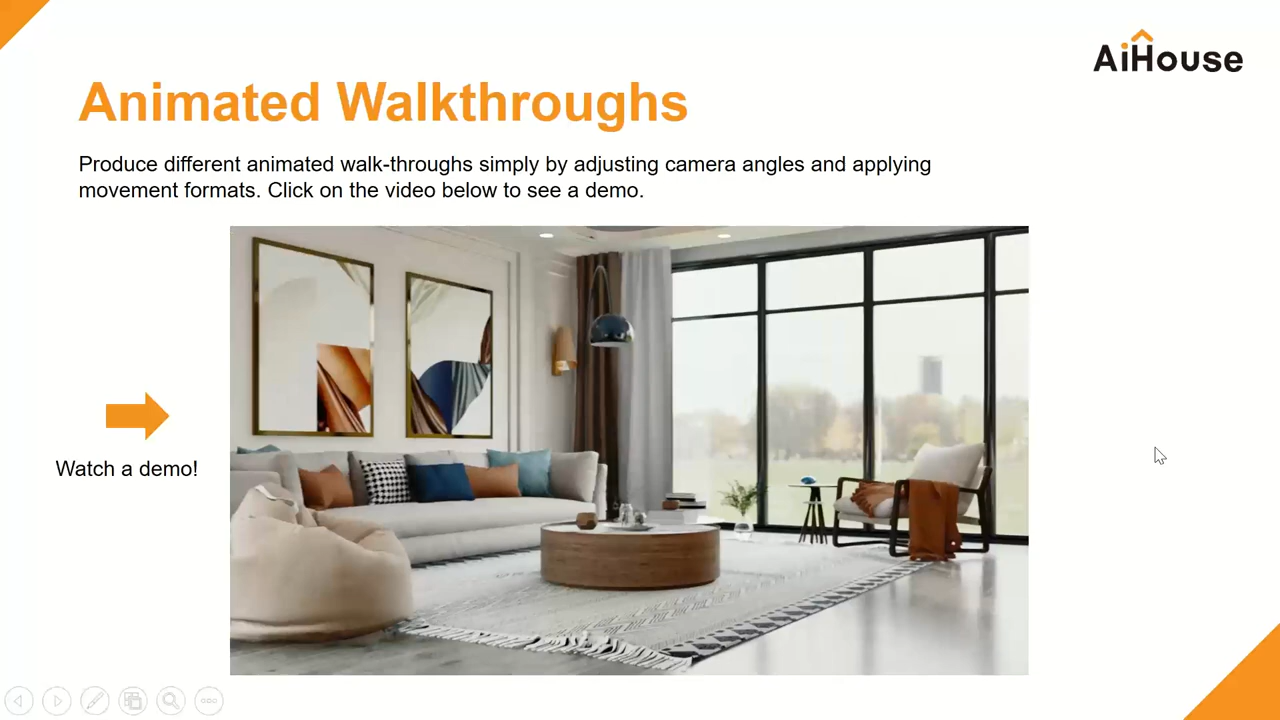 AiHouse
Animated Walkthroughs
Produce different animated walk-throughs simply by adjusting camera angles and applying
movement formats. Click on the video below to see a demo.
Watch a demo!